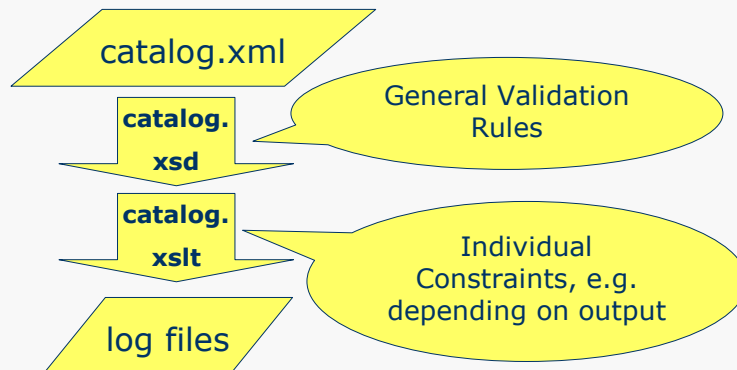 catalog.xml
General Validation
Rules
catalog.
xsd
catalog.
xslt
Individual
Constraints, e.g.
depending on output
log files